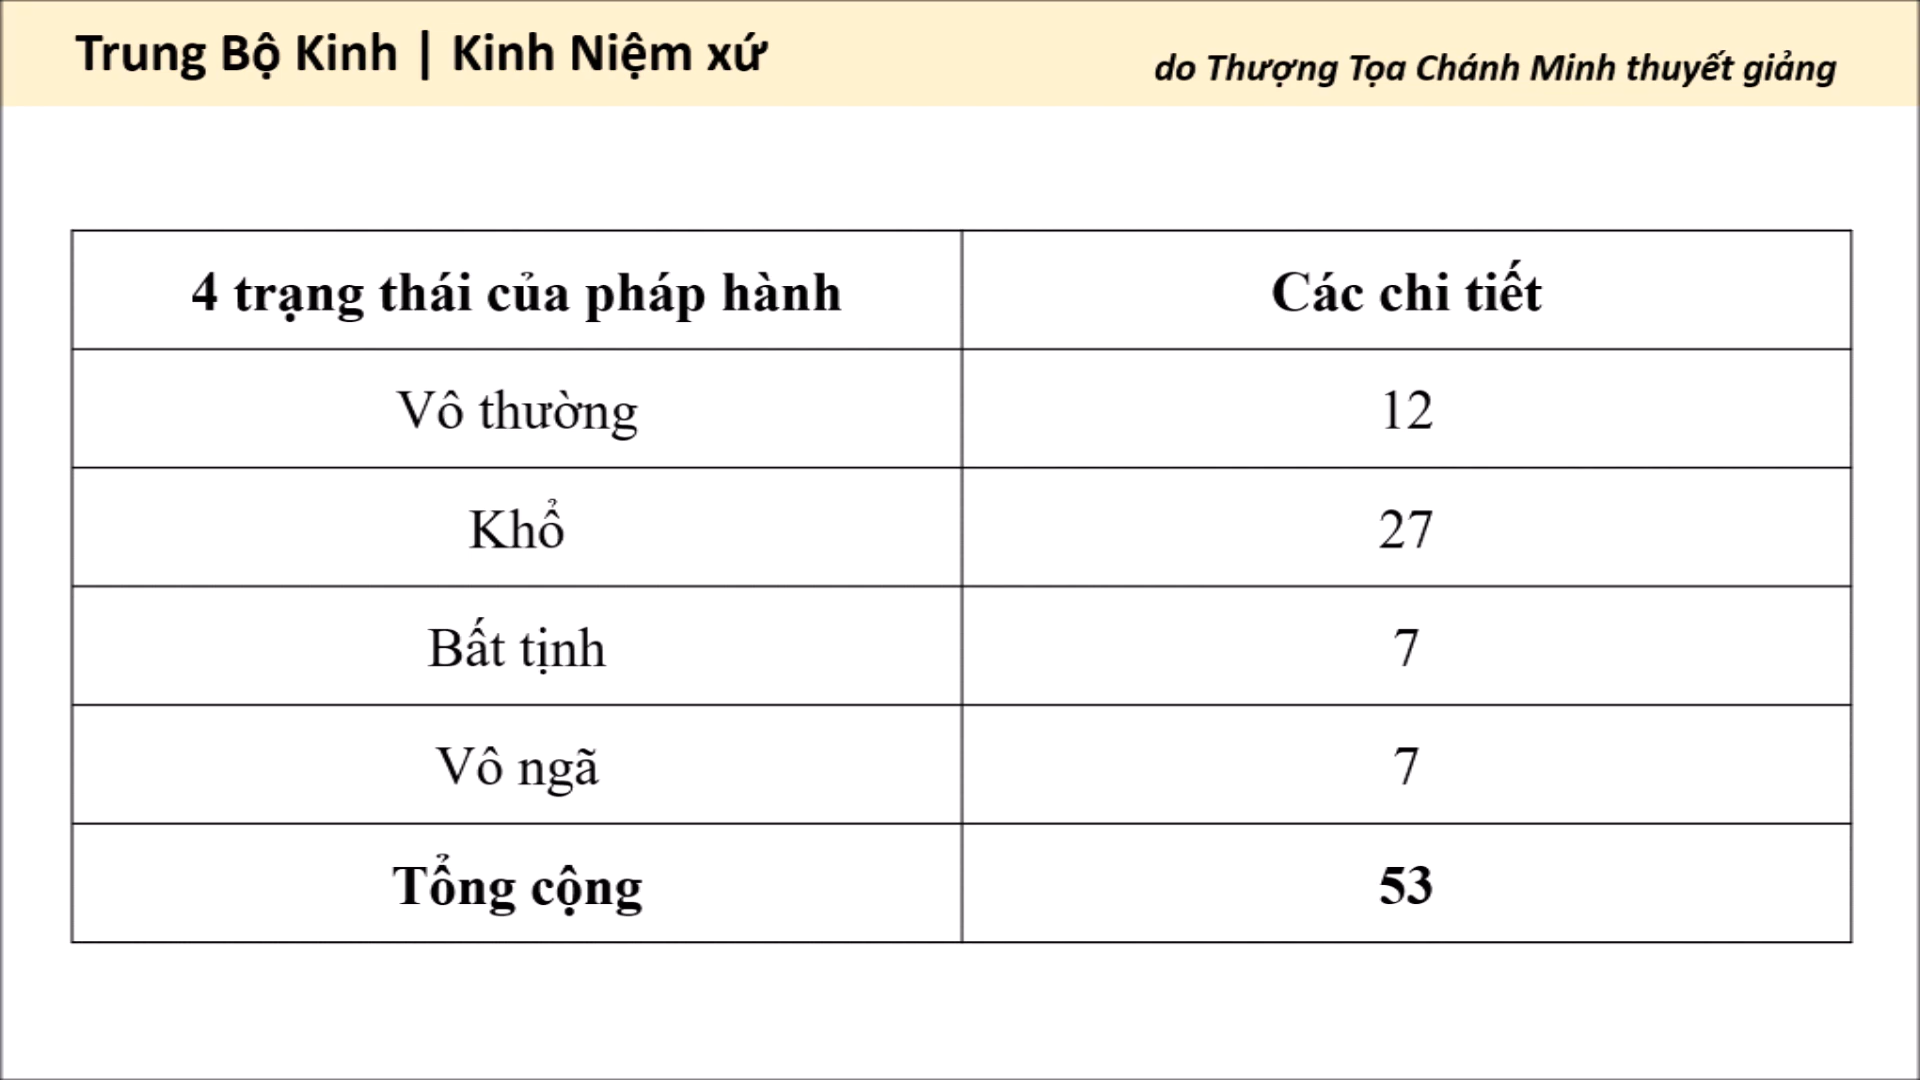 Trung Bộ Kinh | Kinh Niệm xứ
do Thượng Tọa Chánh Minh thuyết giảng
4 trạng thái của pháp hành Các chi tiết
Vô thường 12
Khổ 27
Bất tịnh 7
Vô ngã 7
Tổng cộng 53